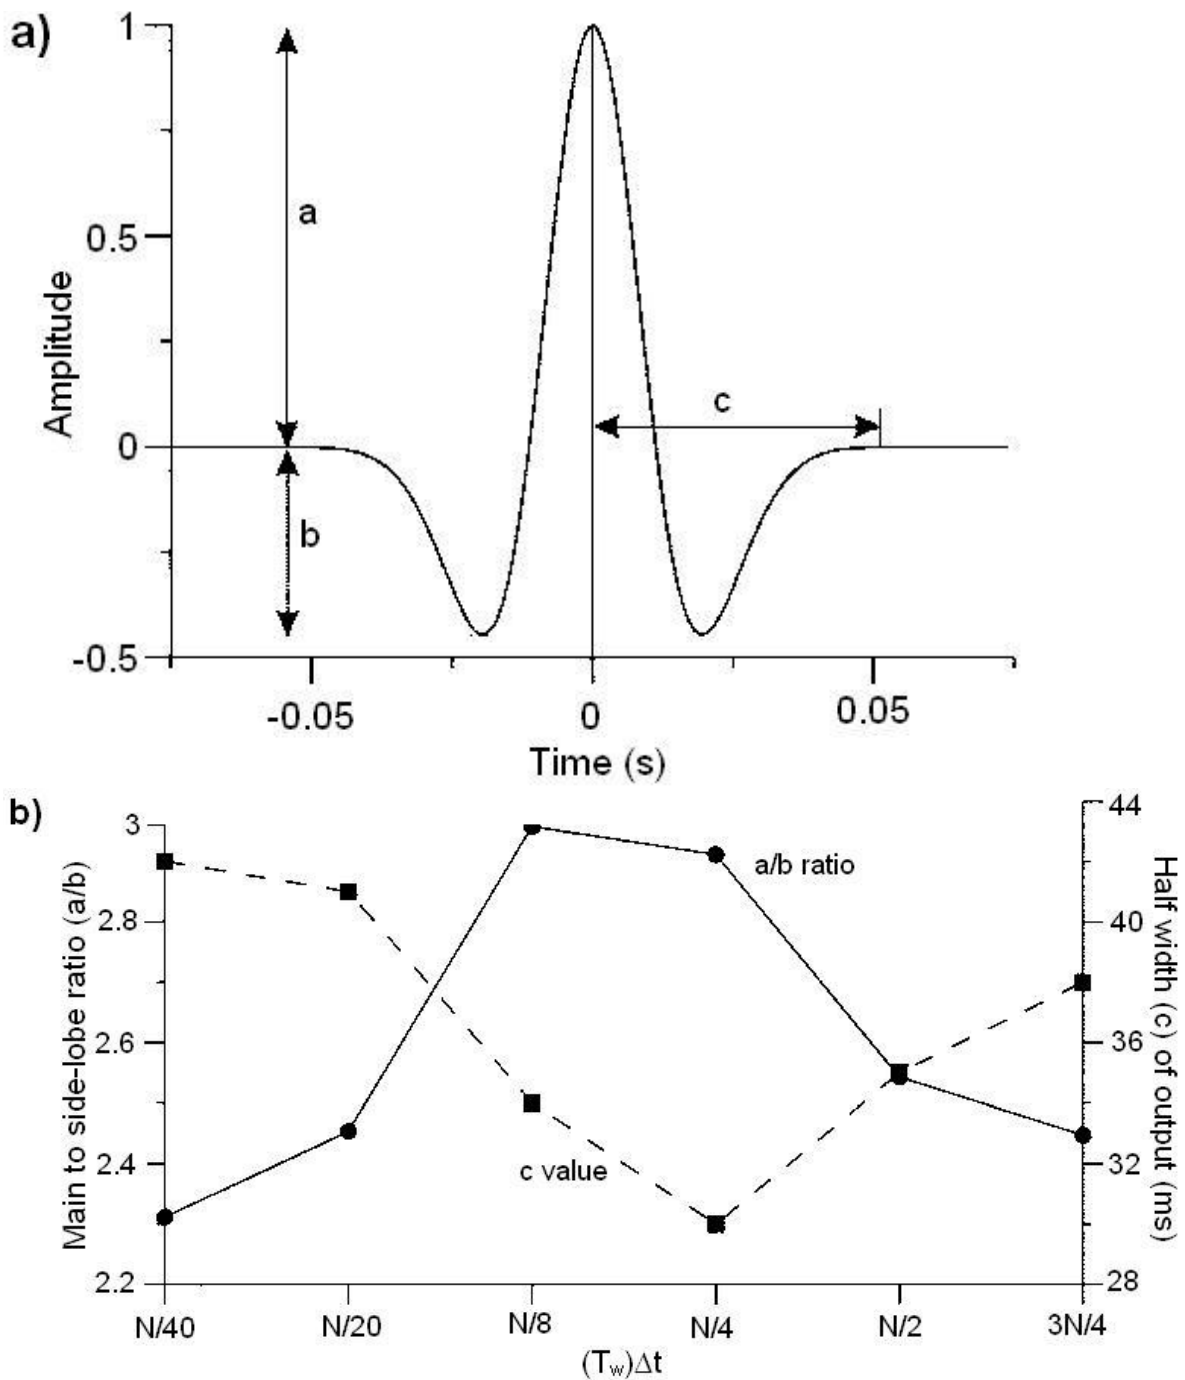 a)
1
a
0.5
Amplitude
c
0
b
-0.5
-0.05
0
0.05
Time (s)
b)
3
44
a/b ratio
2.8
40
Main to side-lobe ratio (a/b)
Half width (c) of output (ms)
2.6
36
c value
2.4
32
2.2
28
N/40
N/20
N/8
N/4
N/2
3N/4
(Tw)Δt